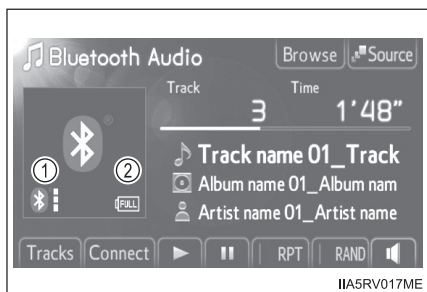 Bluetooth Audio
Browse
Source
Track
Time
3
1'48"
Track name 01_Track
Album name 01_Album nam
Artist name 01_Artist name
1
2
FULL
Tracks
Connect
RPT
RAND
IIA5RV017ME